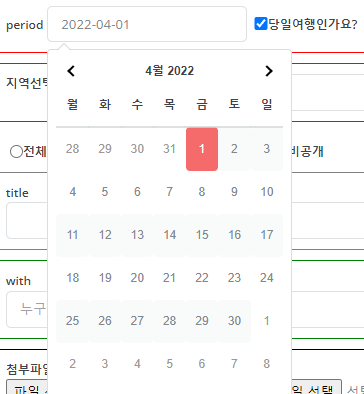 period 2022-04-01 당일여행인가요?
4월 2022
지역선택
월 화 수 목 금 토 일
28 29 30 31 1 2 3
전체 비공개
4 5 6 7 8 9 10
title
11 12 13 14 15 16 17
18 19 20 21 22 23 24
with
누구
25 26 27 28 29 30 1
2 3 4 5 6 7 8
첨부파일
파일 선택